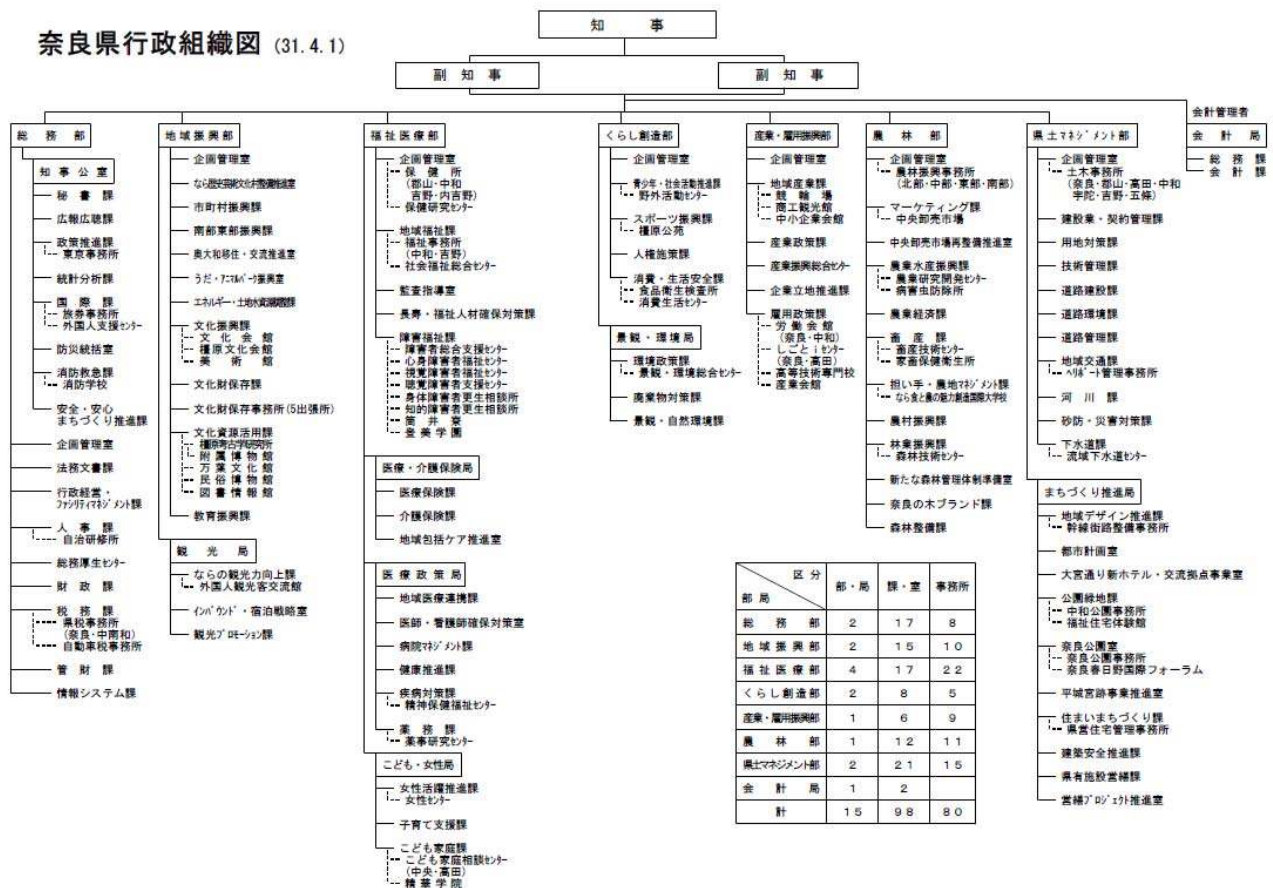 奈良県行政組織図 (31.4.1)
知事
副知事
副知事
総務部
知事公室
秘書課
広報広聴課
政策推進課
東京事務所
統計分析課
国際課
旅券事務所
外国人支援センター
防災統括室
消防救急課
消防学校
安全・安心
まちづくり推進課
企画管理室
法務文書課
行政経営・
ファシリティマネジメント課
人事課
自治研修所
総務厚生センター
財政課
税務課
県税事務所
(奈良・中南和)
自動車税事務所
管財課
情報システム課
地域振興部
企画管理室
なら歴史芸術文化村整備推進室
市町村振興課
南部東部振興課
奥大和移住・交流推進室
うだ・アニマルパーク振興室
エネルギー・土地水資源調整課
文化振興課
文化会館
橿原文化会館
美術館
文化財保存課
文化財保存事務所(5出張所)
文化資源活用課
橿原考古学研究所
附属博物館
万葉文化館
民俗博物館
図書情報館
教育振興課
観光局
ならの観光力向上課
外国人観光客交流館
インバウンド・宿泊戦略室
観光プロモーション課
福祉医療部
企画管理室
保健所
(郡山・中和
吉野・内吉野)
保健研究センター
地域福祉課
福祉事務所
(中和・吉野)
社会福祉総合センター
監査指導室
長寿・福祉人材確保対策課
障害福祉課
障害者総合支援センター
心身障害者福祉センター
視覚障害者福祉センター
聴覚障害者支援センター
身体障害者更生相談所
知的障害者更生相談所
筒井寮
登美学園
医療・介護保険局
医療保険課
介護保険課
地域包括ケア推進室
医療政策局
地域医療連携課
医師・看護師確保対策室
病院マネジメント課
健康推進課
疾病対策課
精神保健福祉センター
薬務課
薬事研究センター
こども・女性局
女性活躍推進課
女性センター
子育て支援課
こども家庭課
こども家庭相談センター
(中央・高田)
精華学院
くらし創造部
企画管理室
青少年・社会活動推進課
野外活動センター
スポーツ振興課
橿原公苑
人権施策課
消費・生活安全課
食品衛生検査所
消費生活センター
景観・環境局
環境政策課
景観・環境総合センター
廃棄物対策課
景観・自然環境課
産業・雇用振興部
企画管理室
地域産業課
競輪場
商工観光館
中小企業会館
産業政策課
産業振興総合センター
企業立地推進課
雇用政策課
労働会館
(奈良・中和)
しごとiセンター
(奈良・高田)
高等技術専門校
産業会館
農林部
企画管理室
農林振興事務所
(北部・中部・東部・南部)
マーケティング課
中央卸売市場
中央卸売市場再整備推進室
農業水産振興課
農業研究開発センター
病害虫防除所
農業経済課
畜産課
畜産技術センター
家畜保健衛生所
担い手・農地マネジメント課
なら食と農の魅力創造国際大学校
農村振興課
林業振興課
森林技術センター
新たな森林管理体制準備室
奈良の木ブランド課
森林整備課
県土マネジメント部
企画管理室
土木事務所
(奈良・郡山・高田・中和
宇陀・吉野・五條)
建設業・契約管理課
用地対策課
技術管理課
道路建設課
道路環境課
道路管理課
地域交通課
ヘリポート管理事務所
河川課
砂防・災害対策課
下水道課
流域下水道センター
まちづくり推進局
地域デザイン推進課
幹線街路整備事務所
都市計画室
大宮通り新ホテル・交流拠点事業室
公園緑地課
中和公園事務所
福祉住宅体験館
奈良公園室
奈良公園事務所
奈良春日野国際フォーラム
平城宮跡事業推進室
住まいまちづくり課
県営住宅管理事務所
建築安全推進課
県有施設営繕課
営繕プロジェクト推進室
会計管理者
会計局
総務課
会計課
区分 部・局 課・室 事務所
部局
総務部 2 17 8
地域振興部 2 15 10
福祉医療部 4 17 22
くらし創造部 2 8 5
産業・雇用振興部 1 6 9
農林部 1 12 11
県土マネジメント部 2 21 15
会計局 1 2
計 15 98 80